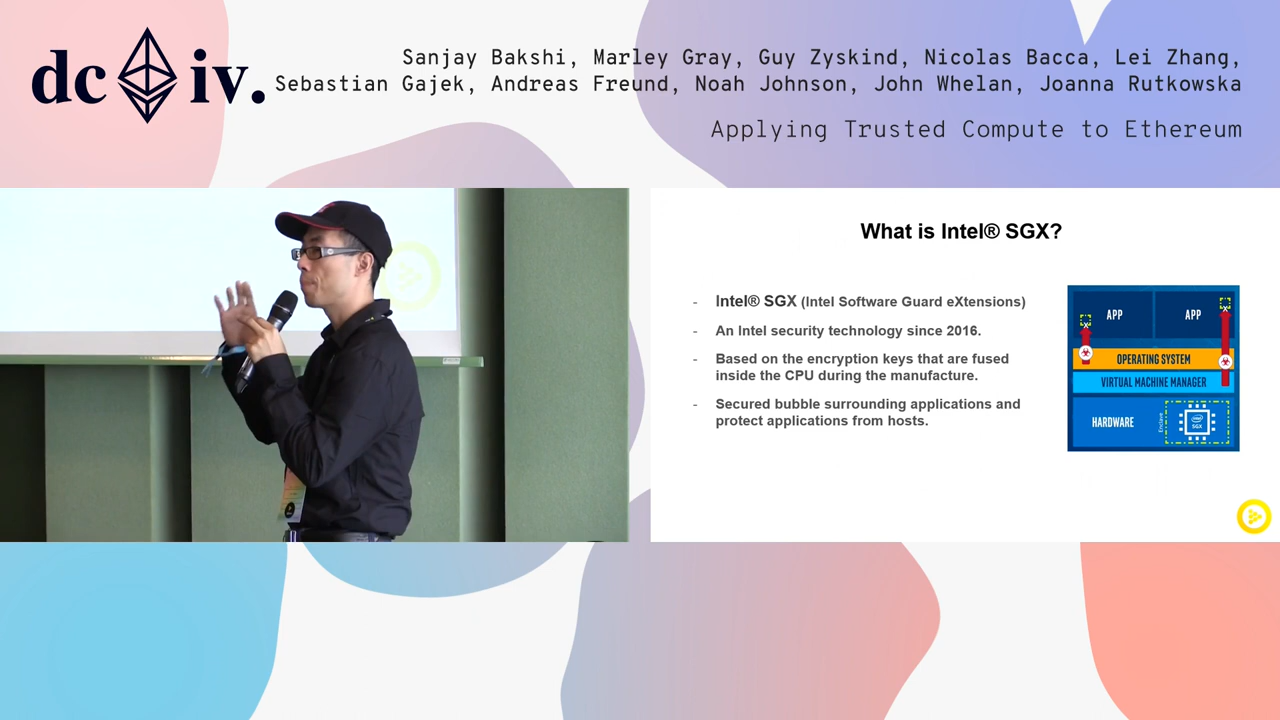 dc iv.
Sanjay Bakshi, Marley Gray, Guy Zyskind, Nicolas Bacca, Lei Zhang,
Sebastian Gajek, Andreas Freund, Noah Johnson, John Whelan, Joanna Rutkowska
Applying Trusted Compute to Ethereum
What is Intel® SGX?
- Intel® SGX (Intel Software Guard eXtensions)
- An Intel security technology since 2016.
- Based on the encryption keys that are fused
inside the CPU during the manufacture.
- Secured bubble surrounding applications and
protect applications from hosts.
APP APP
OPERATING SYSTEM
VIRTUAL MACHINE MANAGER
HARDWARE
Enclave
intel
SGX